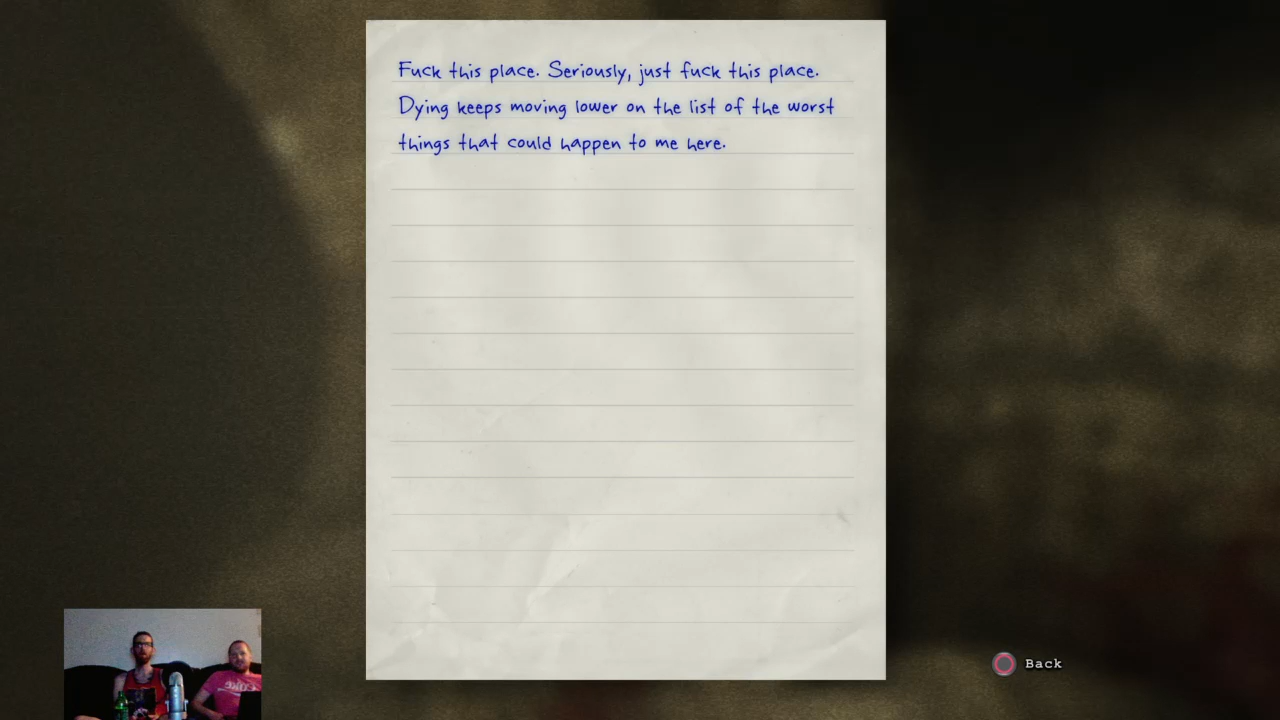 Fuck this place. Seriously, just fuck this place.
Dying keeps moving lower on the list of the worst
things that could happen to me here.
Back